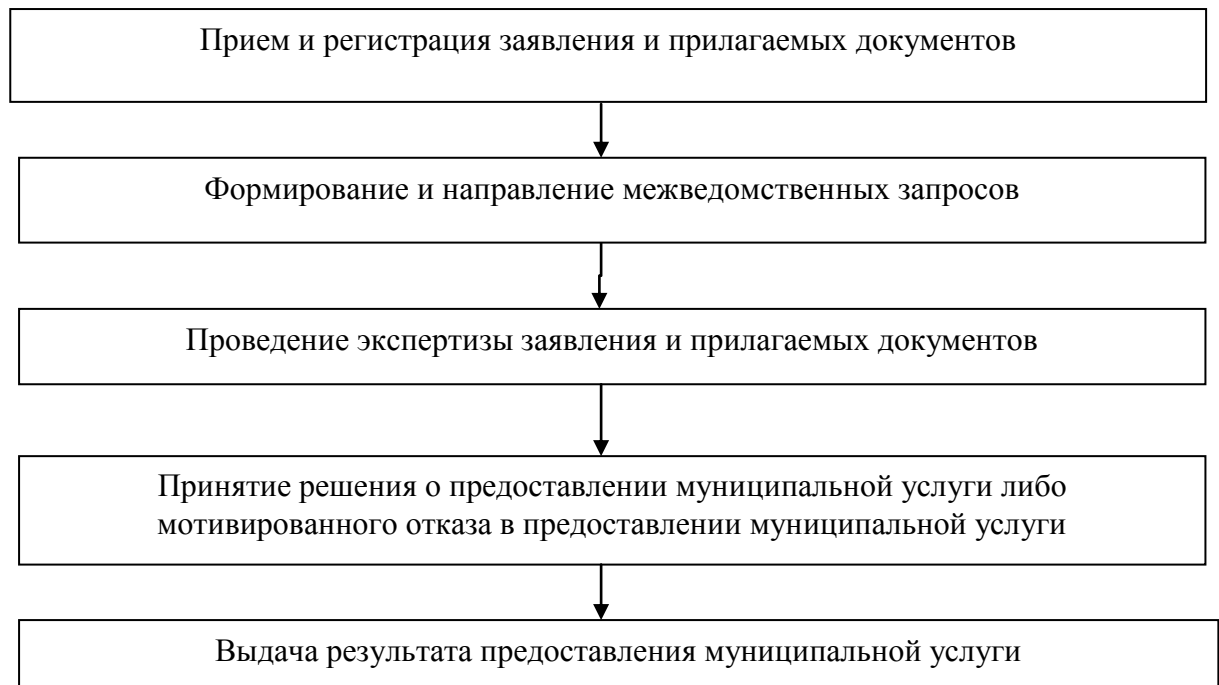 Прием и регистрация заявления и прилагаемых документов
Формирование и направление межведомственных запросов
Проведение экспертизы заявления и прилагаемых документов
Принятие решения о предоставлении муниципальной услуги либо
мотивированного отказа в предоставлении муниципальной услуги
Выдача результата предоставления муниципальной услуги